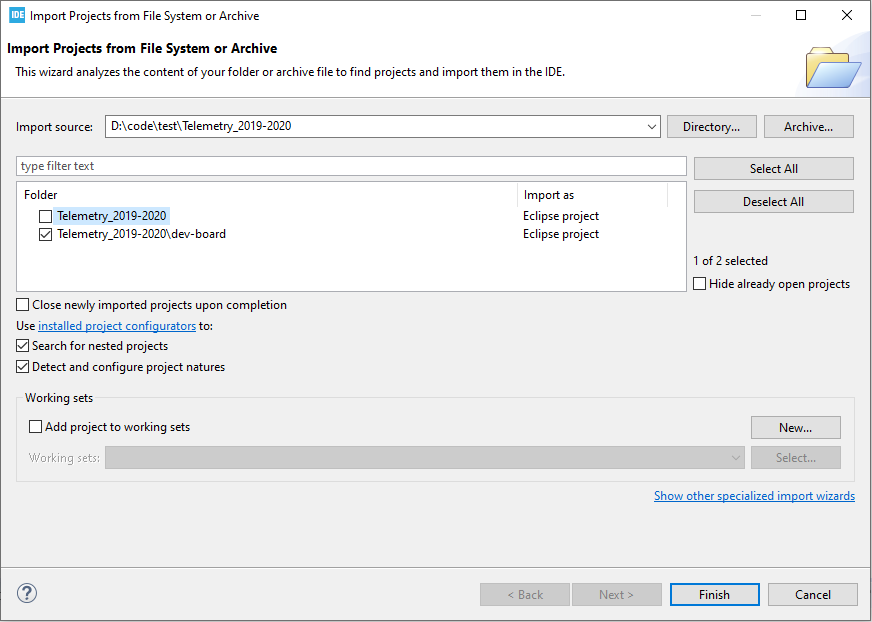 IDE Import Projects from File System or Archive
Import Projects from File System or Archive
This wizard analyzes the content of your folder or archive file to find projects and import them in the IDE.
Import source: D:\code\test\Telemetry_2019-2020 Directory... Archive...
type filter text Select All
Folder Import as
Deselect All
Telemetry_2019-2020 Eclipse project
Telemetry_2019-2020\dev-board Eclipse project
1 of 2 selected
Hide already open projects
Close newly imported projects upon completion
Use installed project configurators to:
Search for nested projects
Detect and configure project natures
Working sets
Add project to working sets New...
Working sets: Select...
Show other specialized import wizards
? < Back Next > Finish Cancel